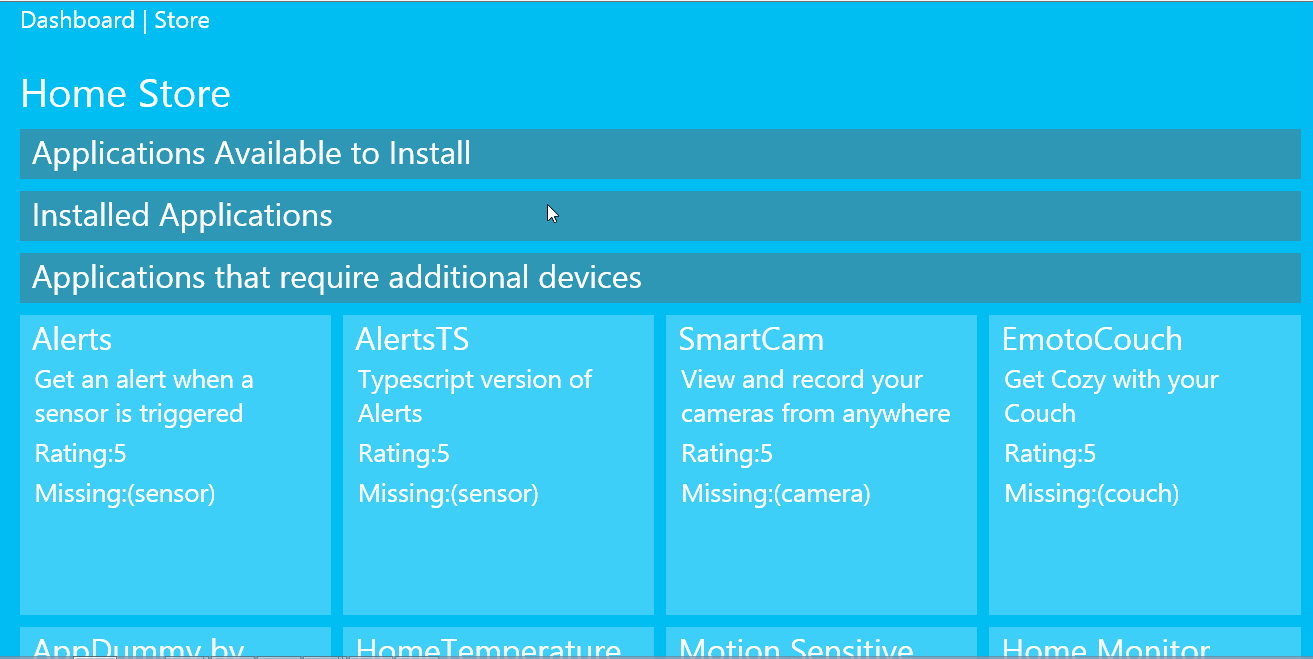 Dashboard | Store
Home Store
Applications Available to Install
Installed Applications
Applications that require additional devices
Alerts
Get an alert when a
sensor is triggered
Rating:5
Missing:(sensor)
AlertsTS
Typescript version of
Alerts
Rating:5
Missing:(sensor)
SmartCam
View and record your
cameras from anywhere
Rating:5
Missing:(camera)
EmotoCouch
Get Cozy with your
Couch
Rating:5
Missing:(couch)
AppDummy by
HomeTemperature
Motion Sensitive
Home Monitor